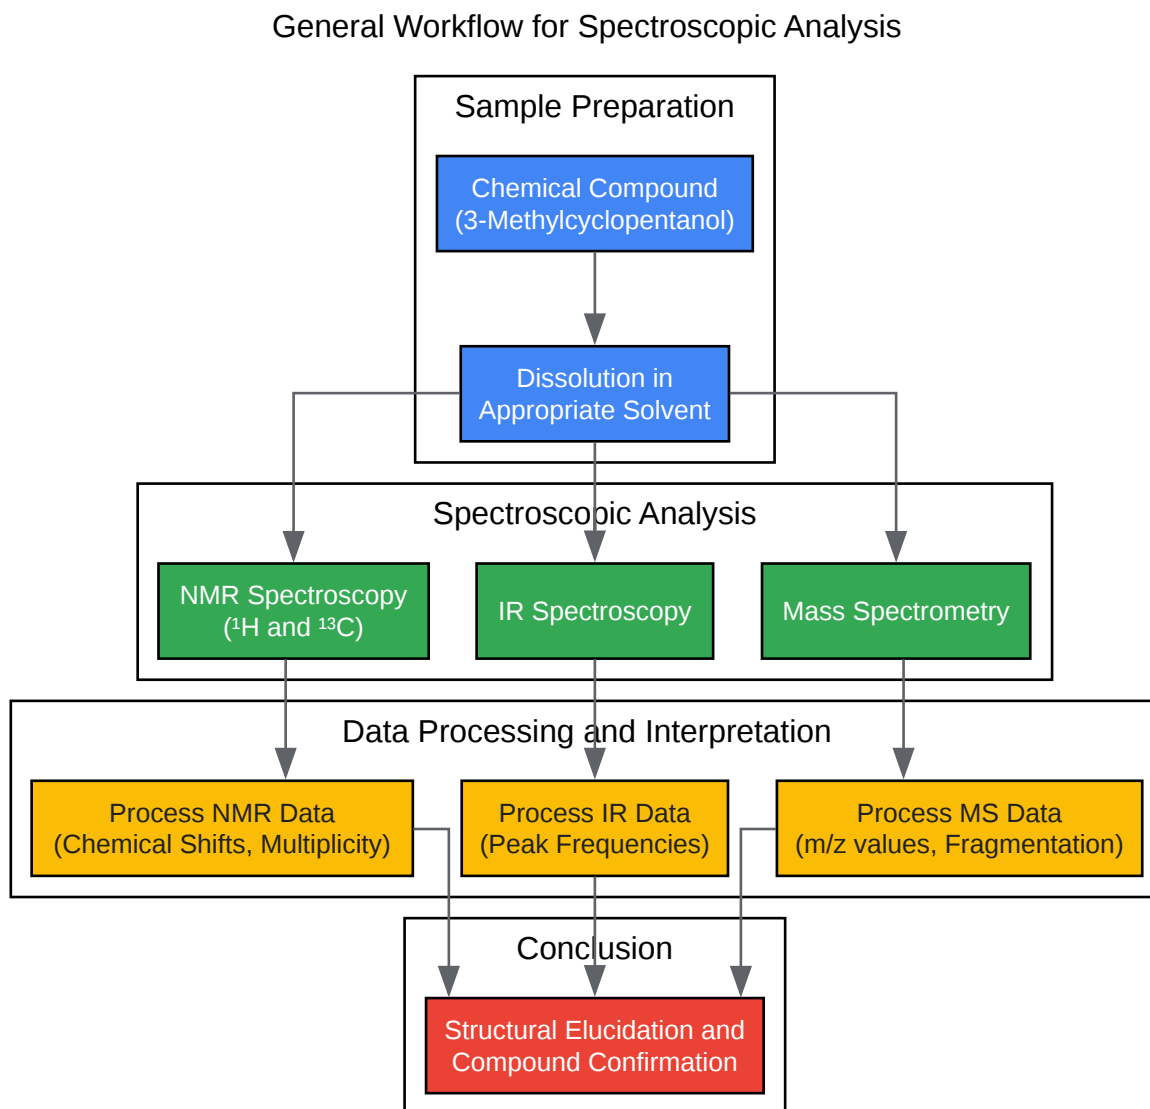 General Workflow for Spectroscopic Analysis
Sample Preparation
Chemical Compound
(3-Methylcyclopentanol)
Dissolution in
Appropriate Solvent
Spectroscopic Analysis
NMR Spectroscopy
(¹H and ¹³C)
IR Spectroscopy
Mass Spectrometry
Data Processing and Interpretation
Process NMR Data
(Chemical Shifts, Multiplicity)
Process IR Data
(Peak Frequencies)
Process MS Data
(m/z values, Fragmentation)
Conclusion
Structural Elucidation and
Compound Confirmation